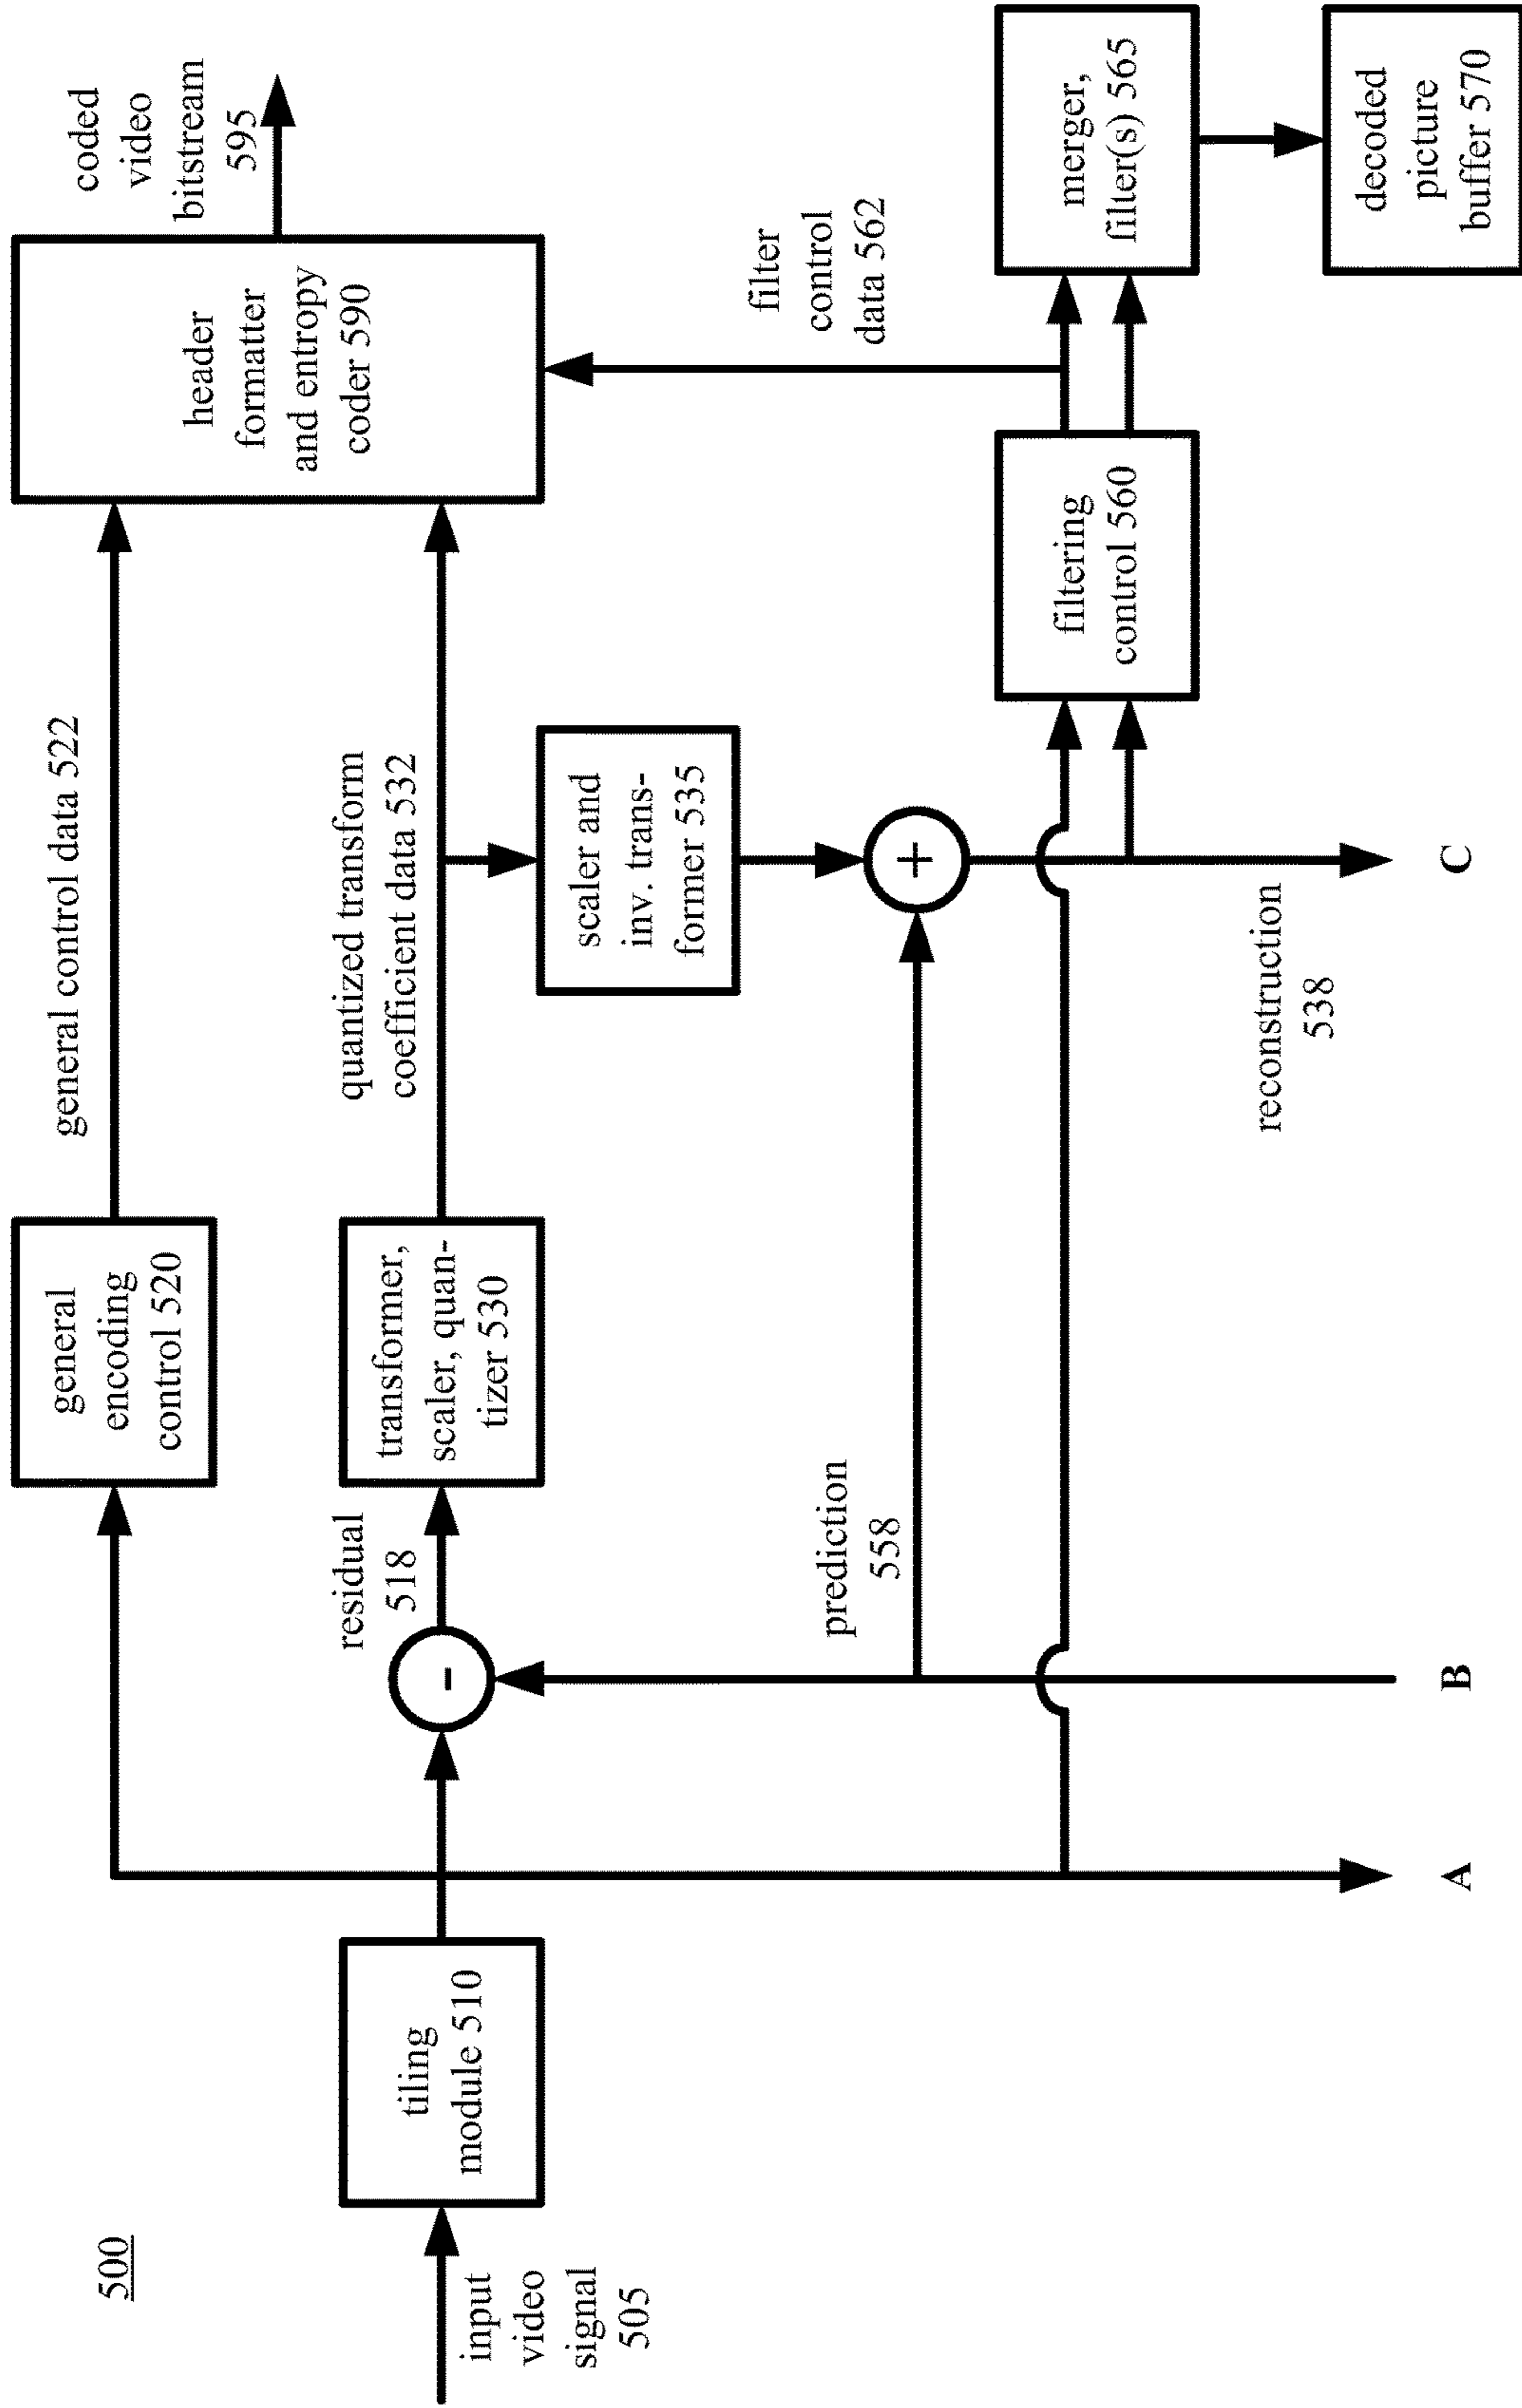 500
input
video
signal
505
tiling
module 510
general
encoding
control 520
general control data 522
residual
518
transformer,
scaler, quan-
tizer 530
quantized transform
coefficient data 532
header
formatter
and entropy
coder 590
coded
video
bitstream
595
scaler and
inv. trans-
former 535
prediction
558
-
+
filter
control
data 562
filtering
control 560
merger,
filter(s) 565
decoded
picture
buffer 570
reconstruction
538
A
B
C